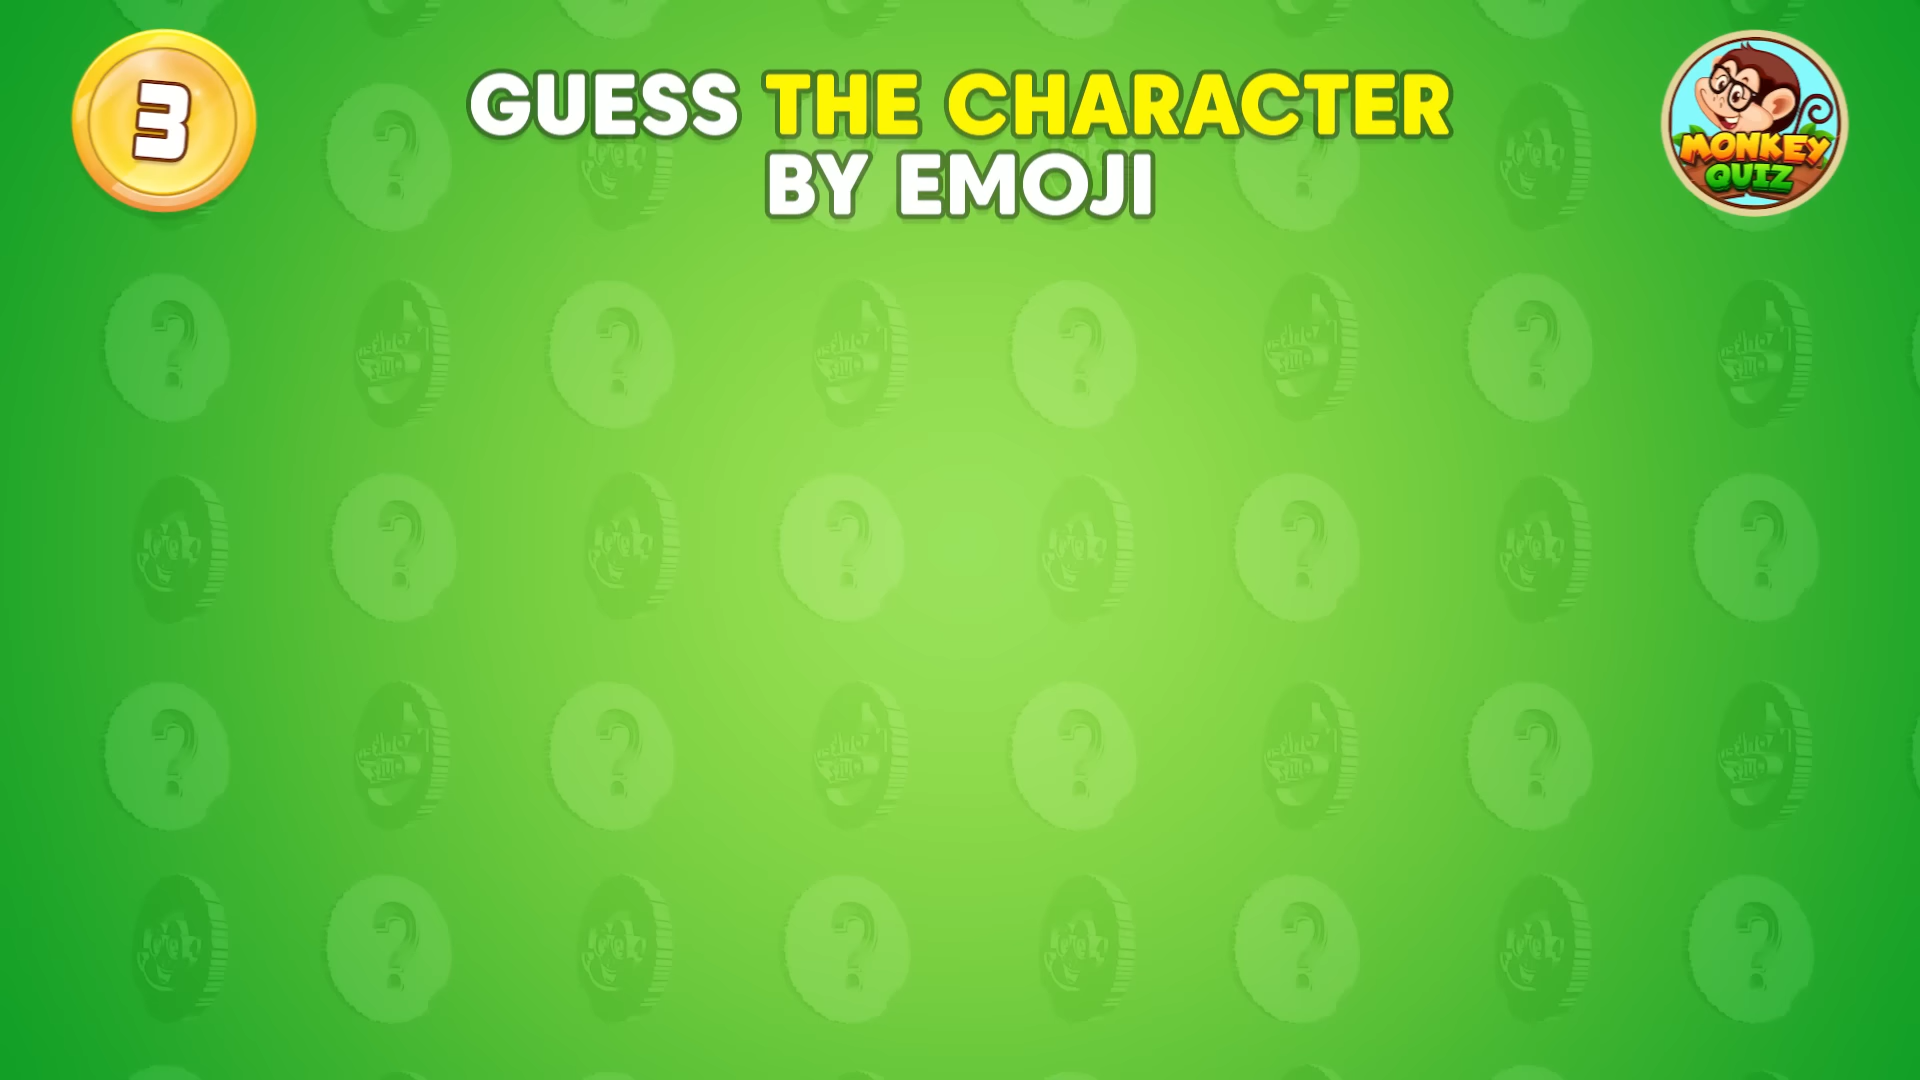 3
GUESS THE CHARACTER
BY EMOJI
MONKEY
QUIZ